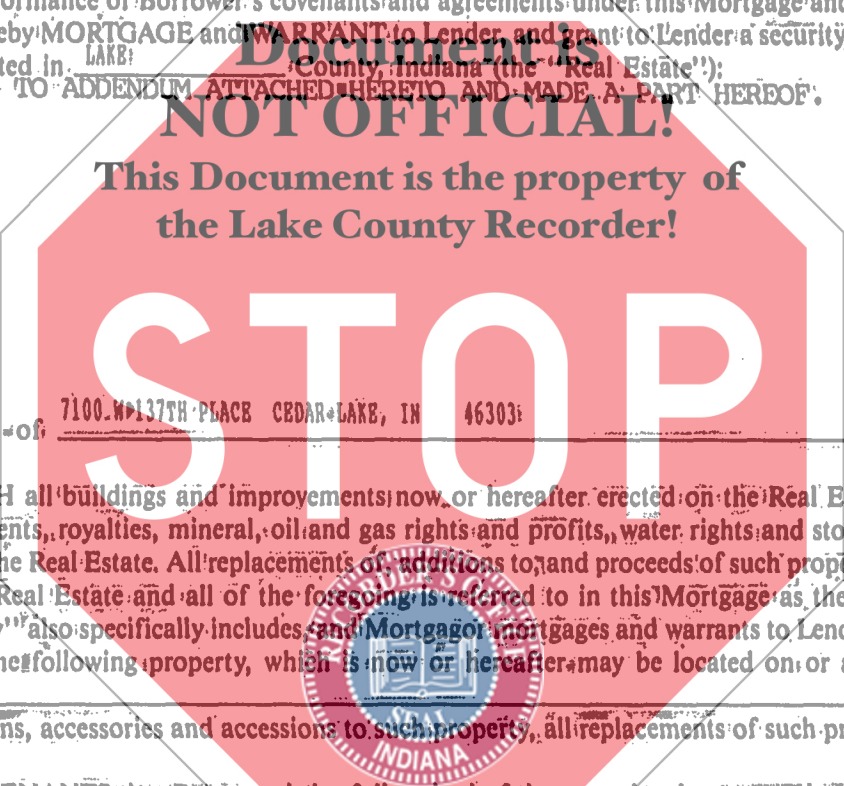 ormance of Borrower's covenants and agreements under this Mortgage and
eby MORTGAGE and WARRANT to Lender, and grant to Lender a security
Document is
ted in LAKE County, Indiana (the "Real Estate"):
TO ADDENDUM ATTACHED HERETO AND MADE A PART HEREOF.
NOT OFFICIAL!
This Document is the property of
the Lake County Recorder!
STOP
of 7100 W 137TH PLACE CEDAR LAKE, IN 46303
H all buildings and improvements now or hereafter erected on the Real E
ents, royalties, mineral, oil and gas rights and profits, water rights and sto
he Real Estate. All replacements of, additions to, and proceeds of such prope
Real Estate and all of the foregoing is referred to in this Mortgage as the
y" also specifically includes, and Mortgagor mortgages and warrants to Lend
he following property, which is now or hereafter may be located on or a
RECORDER'S OFFICE
SEAL
INDIANA
ns, accessories and accessions to such property, all replacements of such pr